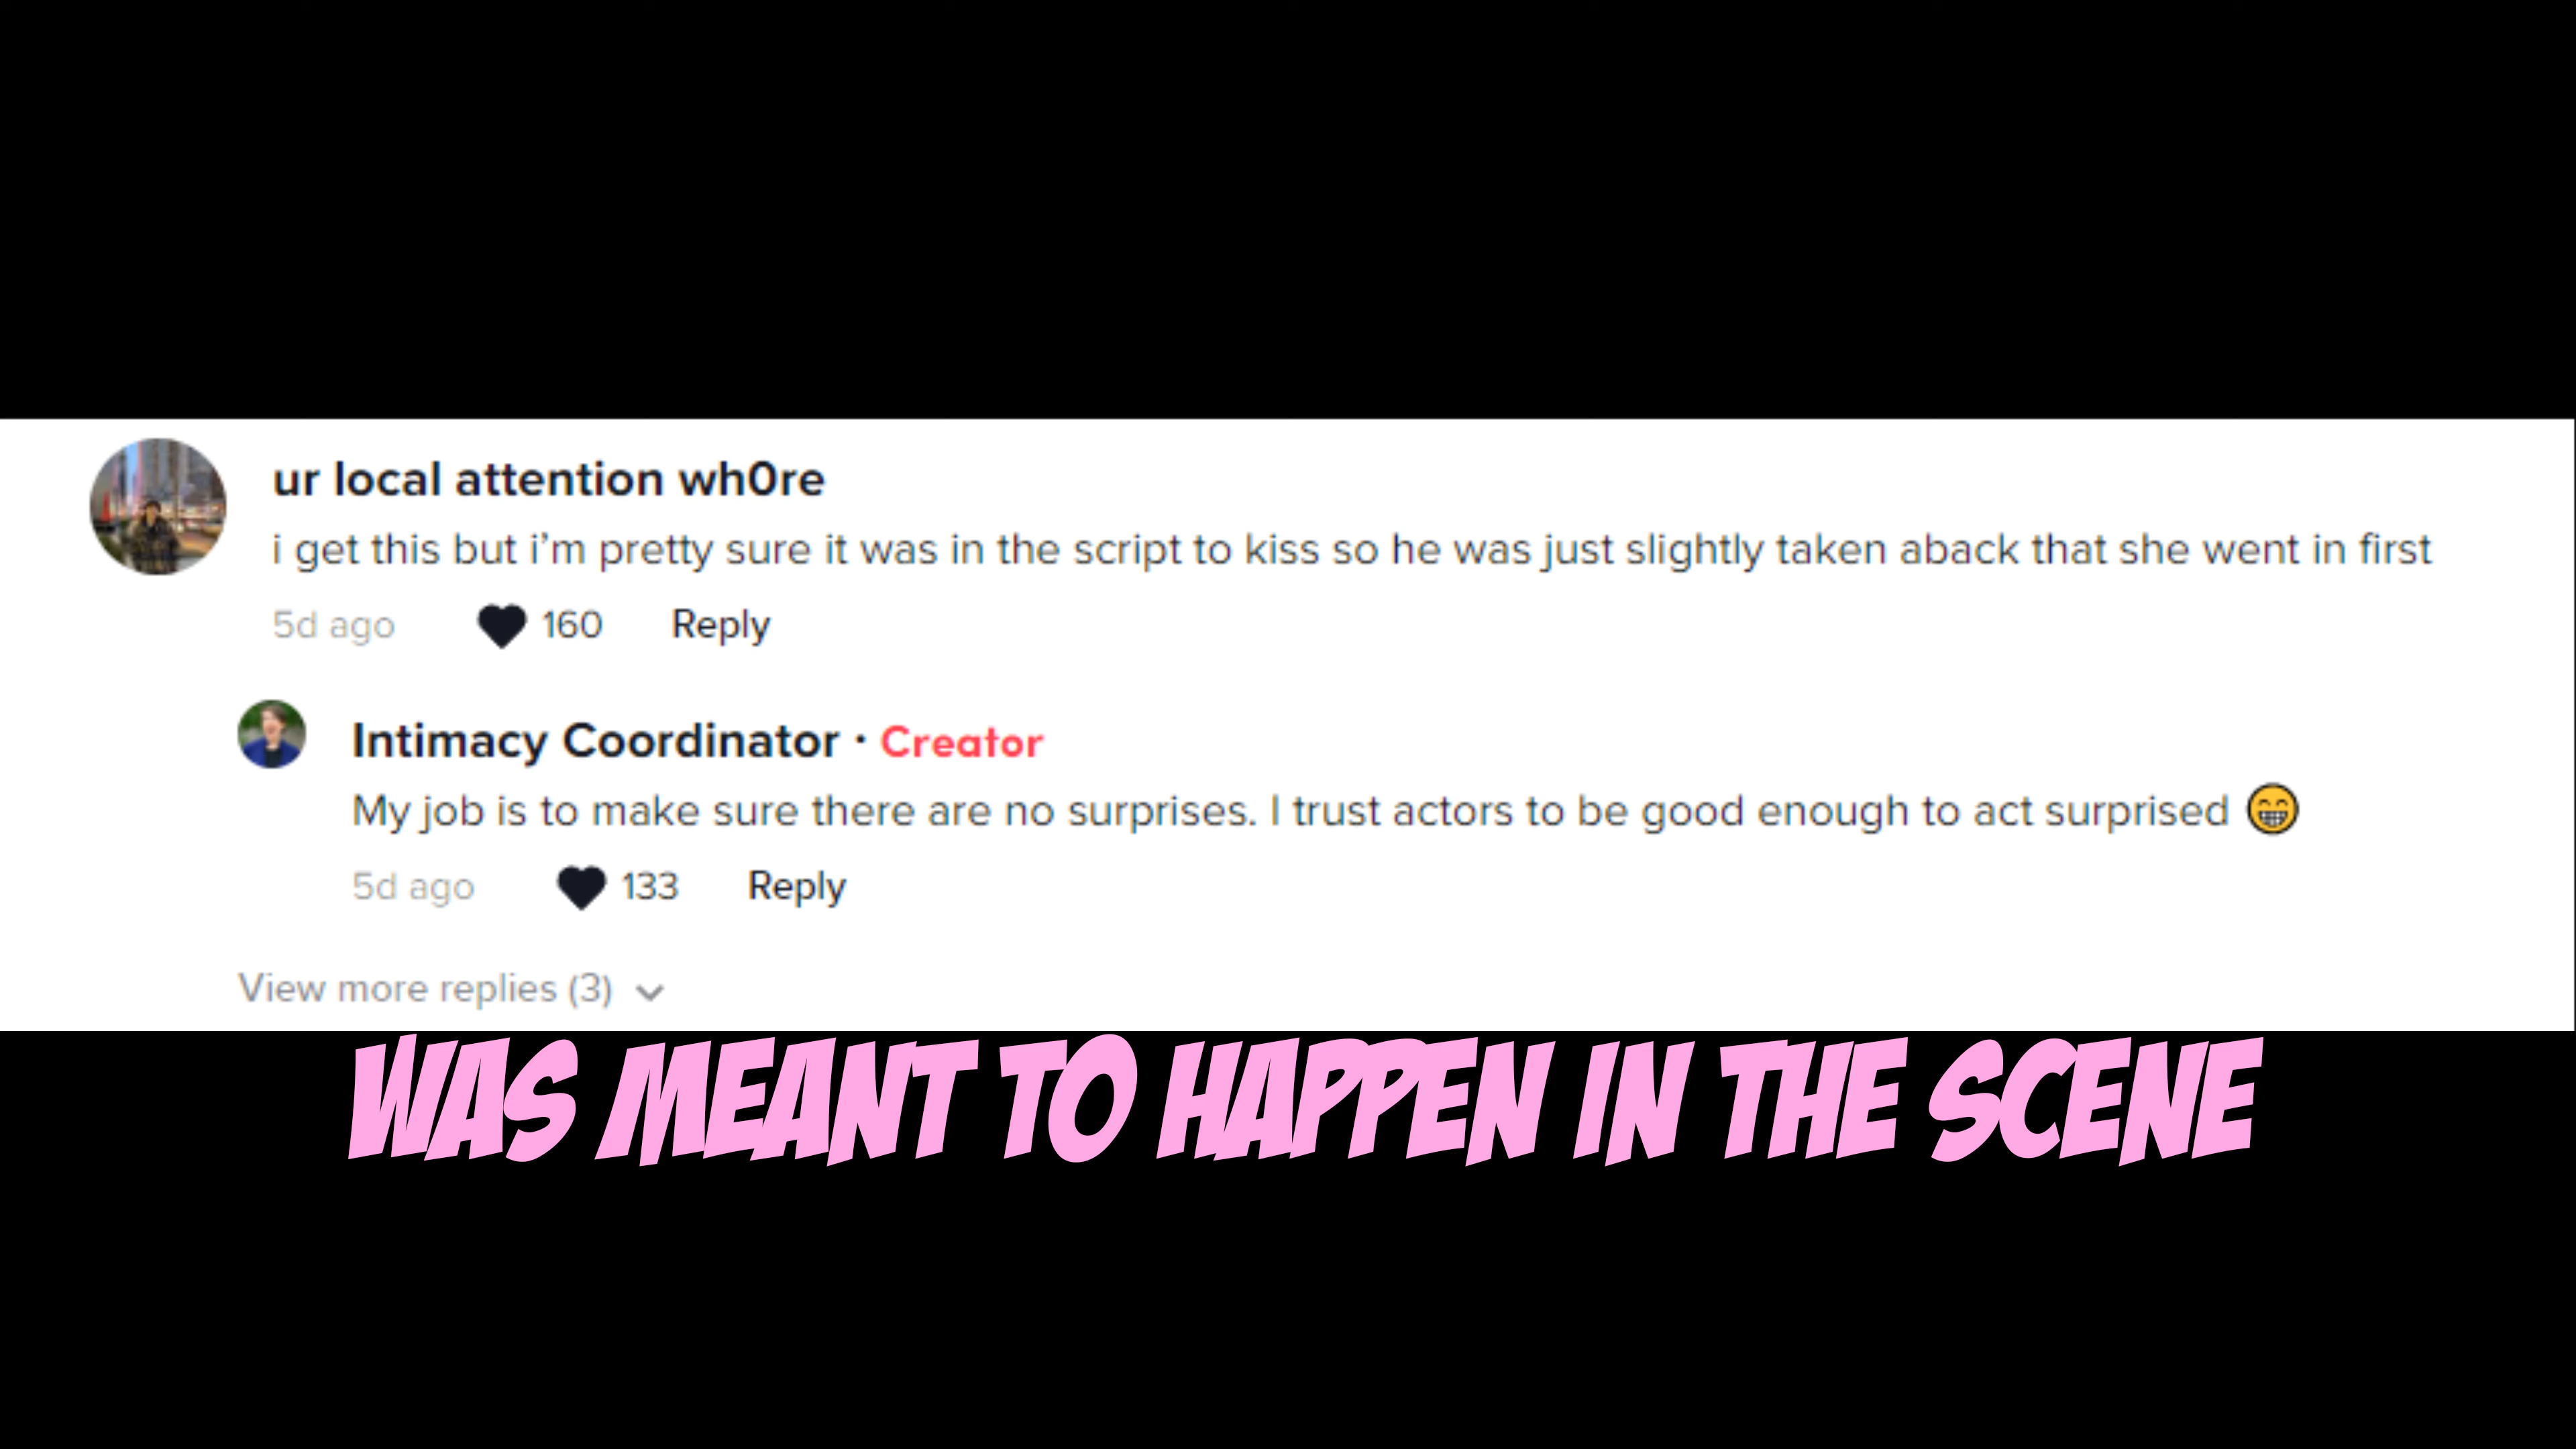 ur local attention wh0re
i get this but i'm pretty sure it was in the script to kiss so he was just slightly taken aback that she went in first
5d ago 160 Reply
Intimacy Coordinator · Creator
My job is to make sure there are no surprises. I trust actors to be good enough to act surprised 😁
5d ago 133 Reply
View more replies (3)
WAS MEANT TO HAPPEN IN THE SCENE